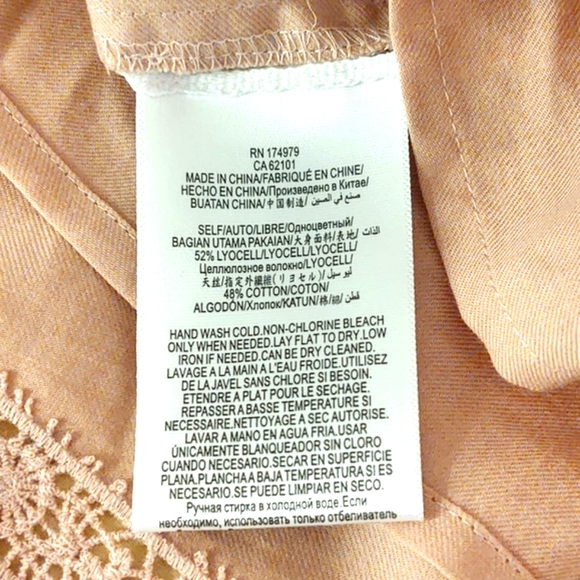 RN 174979
CA 62101
MADE IN CHINA/FABRIQUÉ EN CHINE/
HECHO EN CHINA/Произведено в Китае/
BUATAN CHINA/中国制造/ صنع في الصين
SELF/AUTO/LIBRE/Одноцветный/
BAGIAN UTAMA PAKAIAN/大身面料/表地/ الذات
52% LYOCELL/LYOCELL/LYOCELL/
Целлюлозное волокно/LYOCELL/
天丝/指定外繊維(リヨセル)/ ليوسيل
48% COTTON/COTON/
ALGODÓN/Хлопок/KATUN/棉/綿/ قطن
HAND WASH COLD.NON-CHLORINE BLEACH
ONLY WHEN NEEDED.LAY FLAT TO DRY.LOW
IRON IF NEEDED.CAN BE DRY CLEANED.
LAVAGE A LA MAIN A L'EAU FROIDE.UTILISEZ
DE LA JAVEL SANS CHLORE SI BESOIN.
ETENDRE A PLAT POUR LE SECHAGE.
REPASSER A BASSE TEMPERATURE SI
NECESSAIRE.NETTOYAGE A SEC AUTORISE.
LAVAR A MANO EN AGUA FRIA.USAR
ÚNICAMENTE BLANQUEADOR SIN CLORO
CUANDO NECESARIO.SECAR EN SUPERFICIE
PLANA.PLANCHA A BAJA TEMPERATURA SI ES
NECESARIO.SE PUEDE LIMPIAR EN SECO.
Ручная стирка в холодной воде.Если
необходимо, использовать только отбеливатель